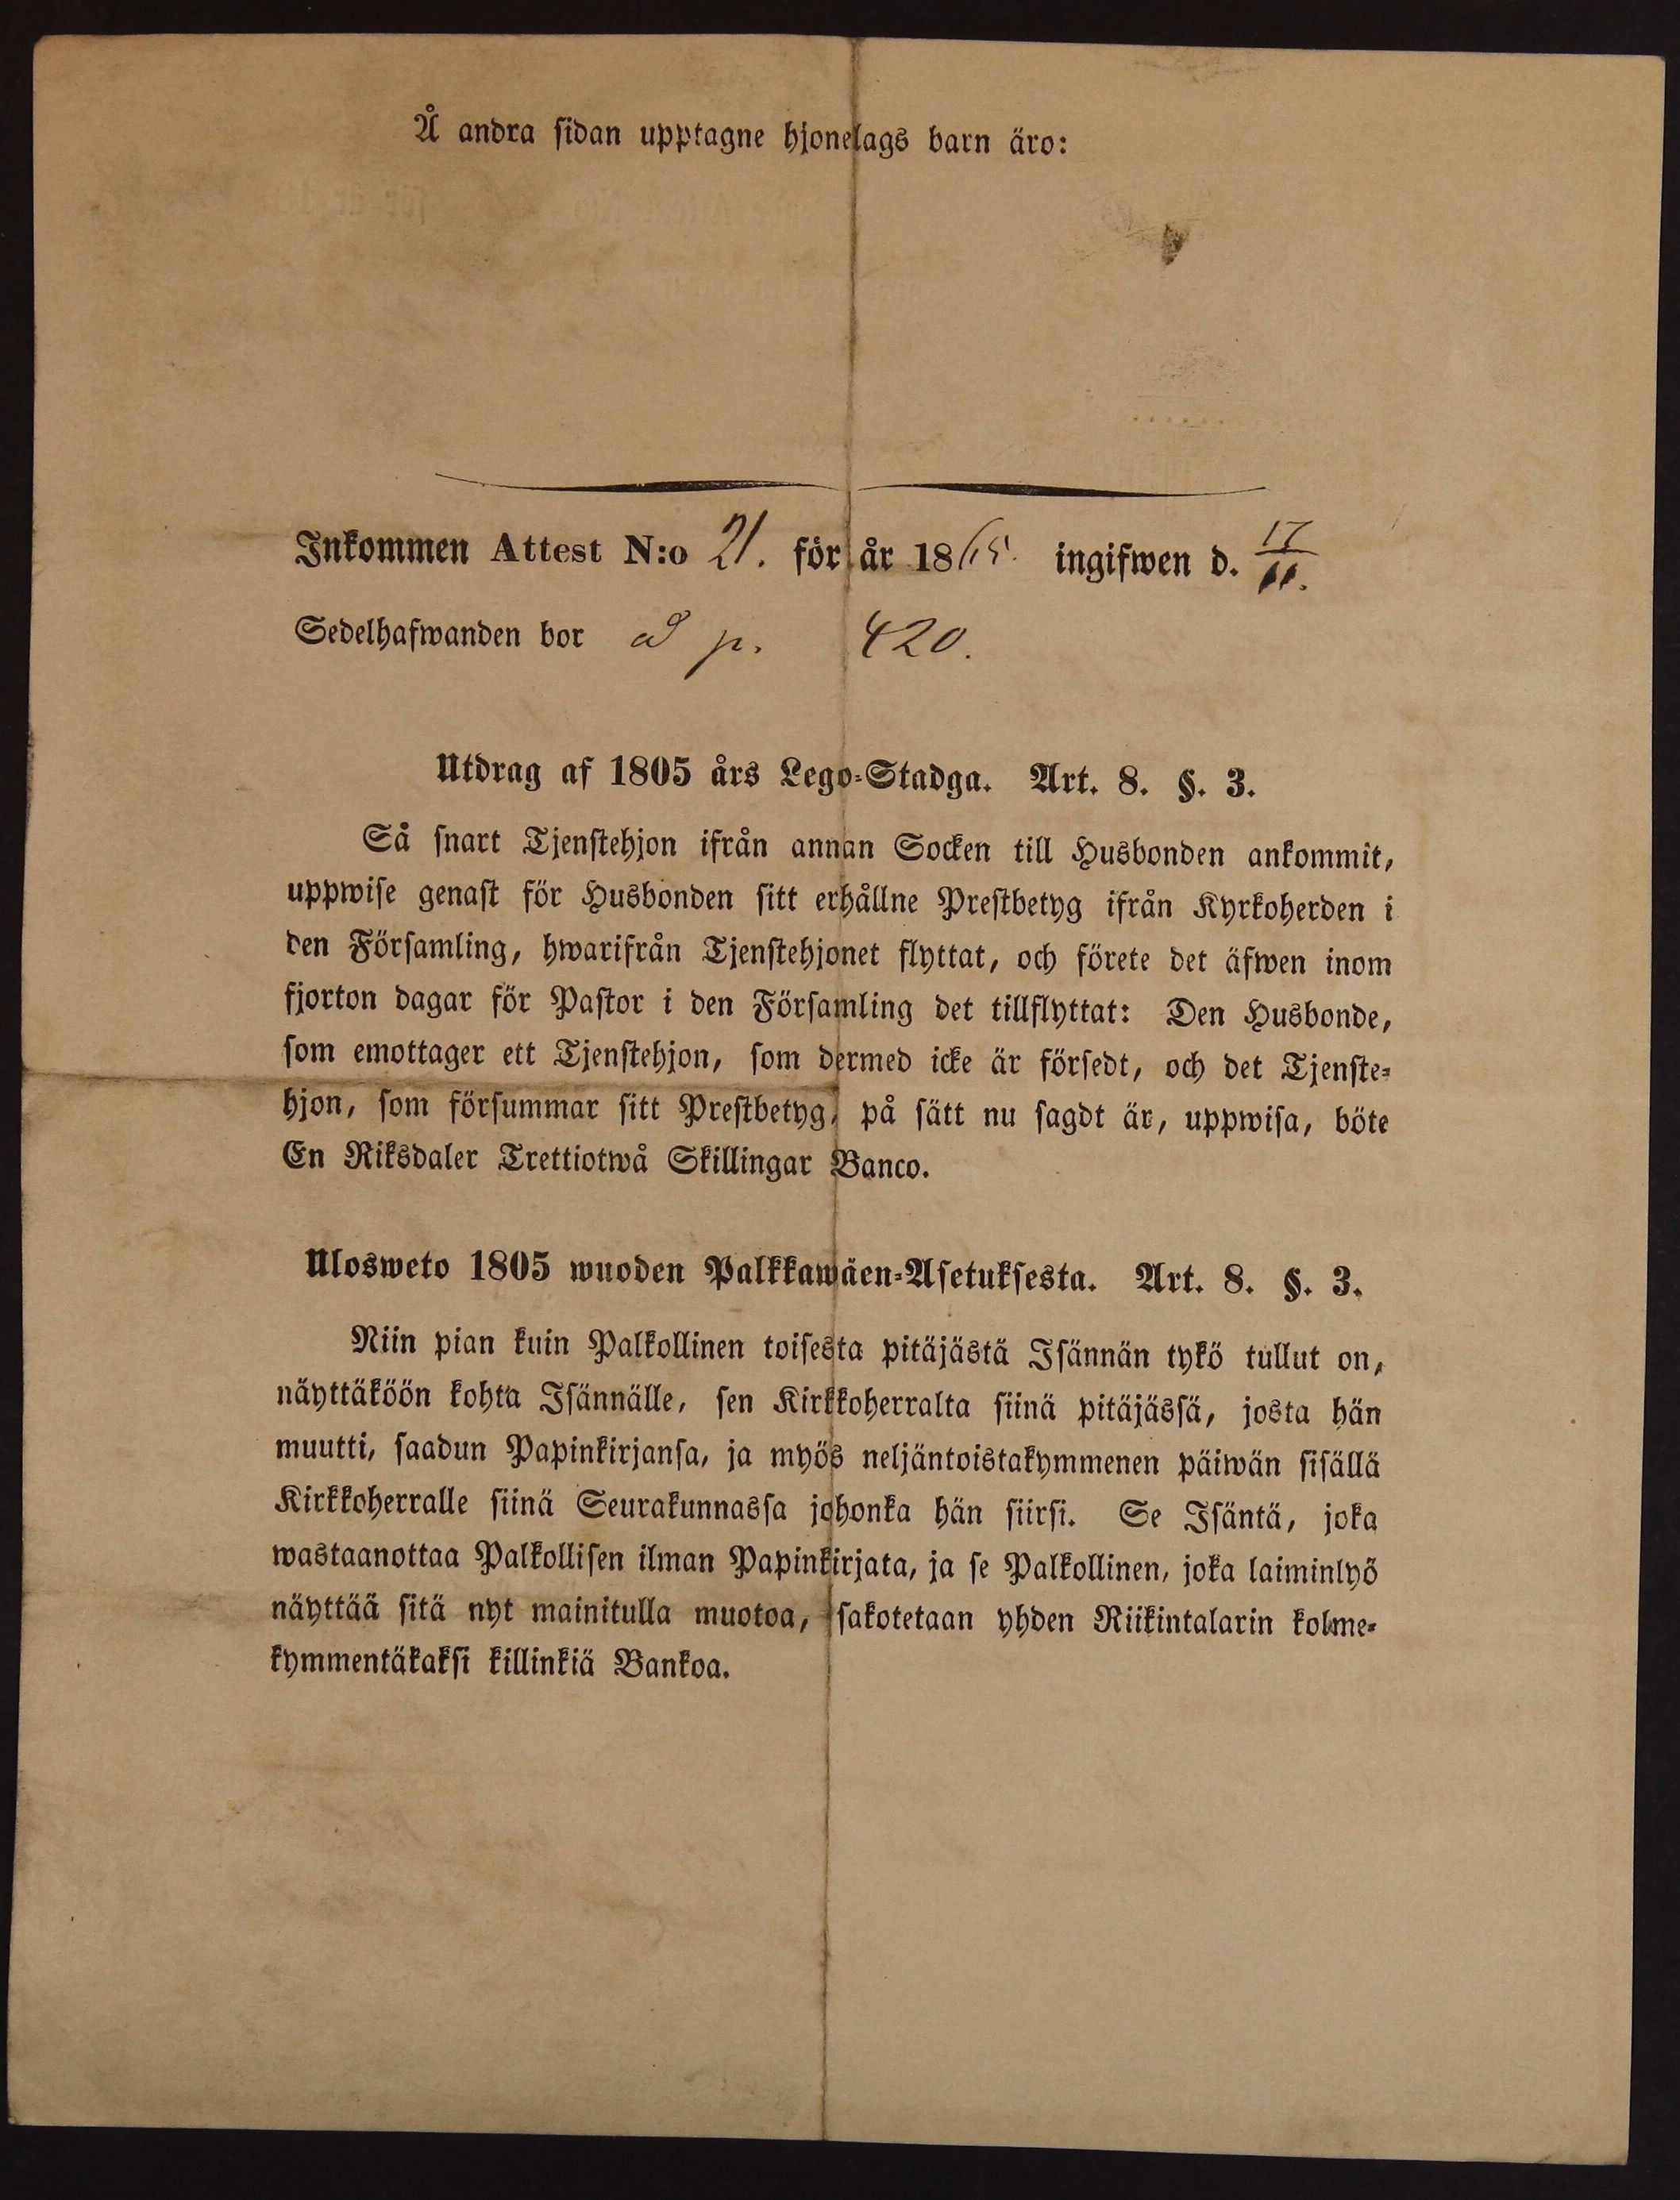 Å andra sidan upptagne hjonelags barn äro:
Inkommen Attest N:o 21. för år 1865. ingifwen d. 17/11.
Sedelhafwanden bor å p. 420.
Utdrag af 1805 års Lego-Stadga. Art. 8. §. 3.
Så snart Tjenstehjon ifrån annan Socken till Husbonden ankommit,
uppwise genast för Husbonden sitt erhållne Prestbetyg ifrån Kyrkoherden i
den Församling, hwarifrån Tjenstehjonet flyttat, och förete det äfwen inom
fjorton dagar för Pastor i den Församling det tillflyttat: Den Husbonde,
som emottager ett Tjenstehjon, som dermed icke är försedt, och det Tjenste-
hjon, som försummar sitt Prestbetyg, på sätt nu sagdt är, uppwisa, böte
En Riksdaler Trettiotwå Skillingar Banco.
Ulosweto 1805 wuoden Palkkawäen-Asetuksesta. Art. 8. §. 3.
Niin pian kuin Palkollinen toisesta pitäjästä Isännän tykö tullut on,
näyttäköön kohta Isännälle, sen Kirkkoherralta siinä pitäjässä, josta hän
muutti, saadun Papinkirjansa, ja myös neljäntoistakymmenen päiwän sisällä
Kirkkoherralle siinä Seurakunnassa johonka hän siirsi. Se Isäntä, joka
wastaanottaa Palkollisen ilman Papinkirjata, ja se Palkollinen, joka laiminlyö
näyttää sitä nyt mainitulla muotoa, sakotetaan yhden Riikintalarin kolme-
kymmentäkaksi killinkiä Bankoa.